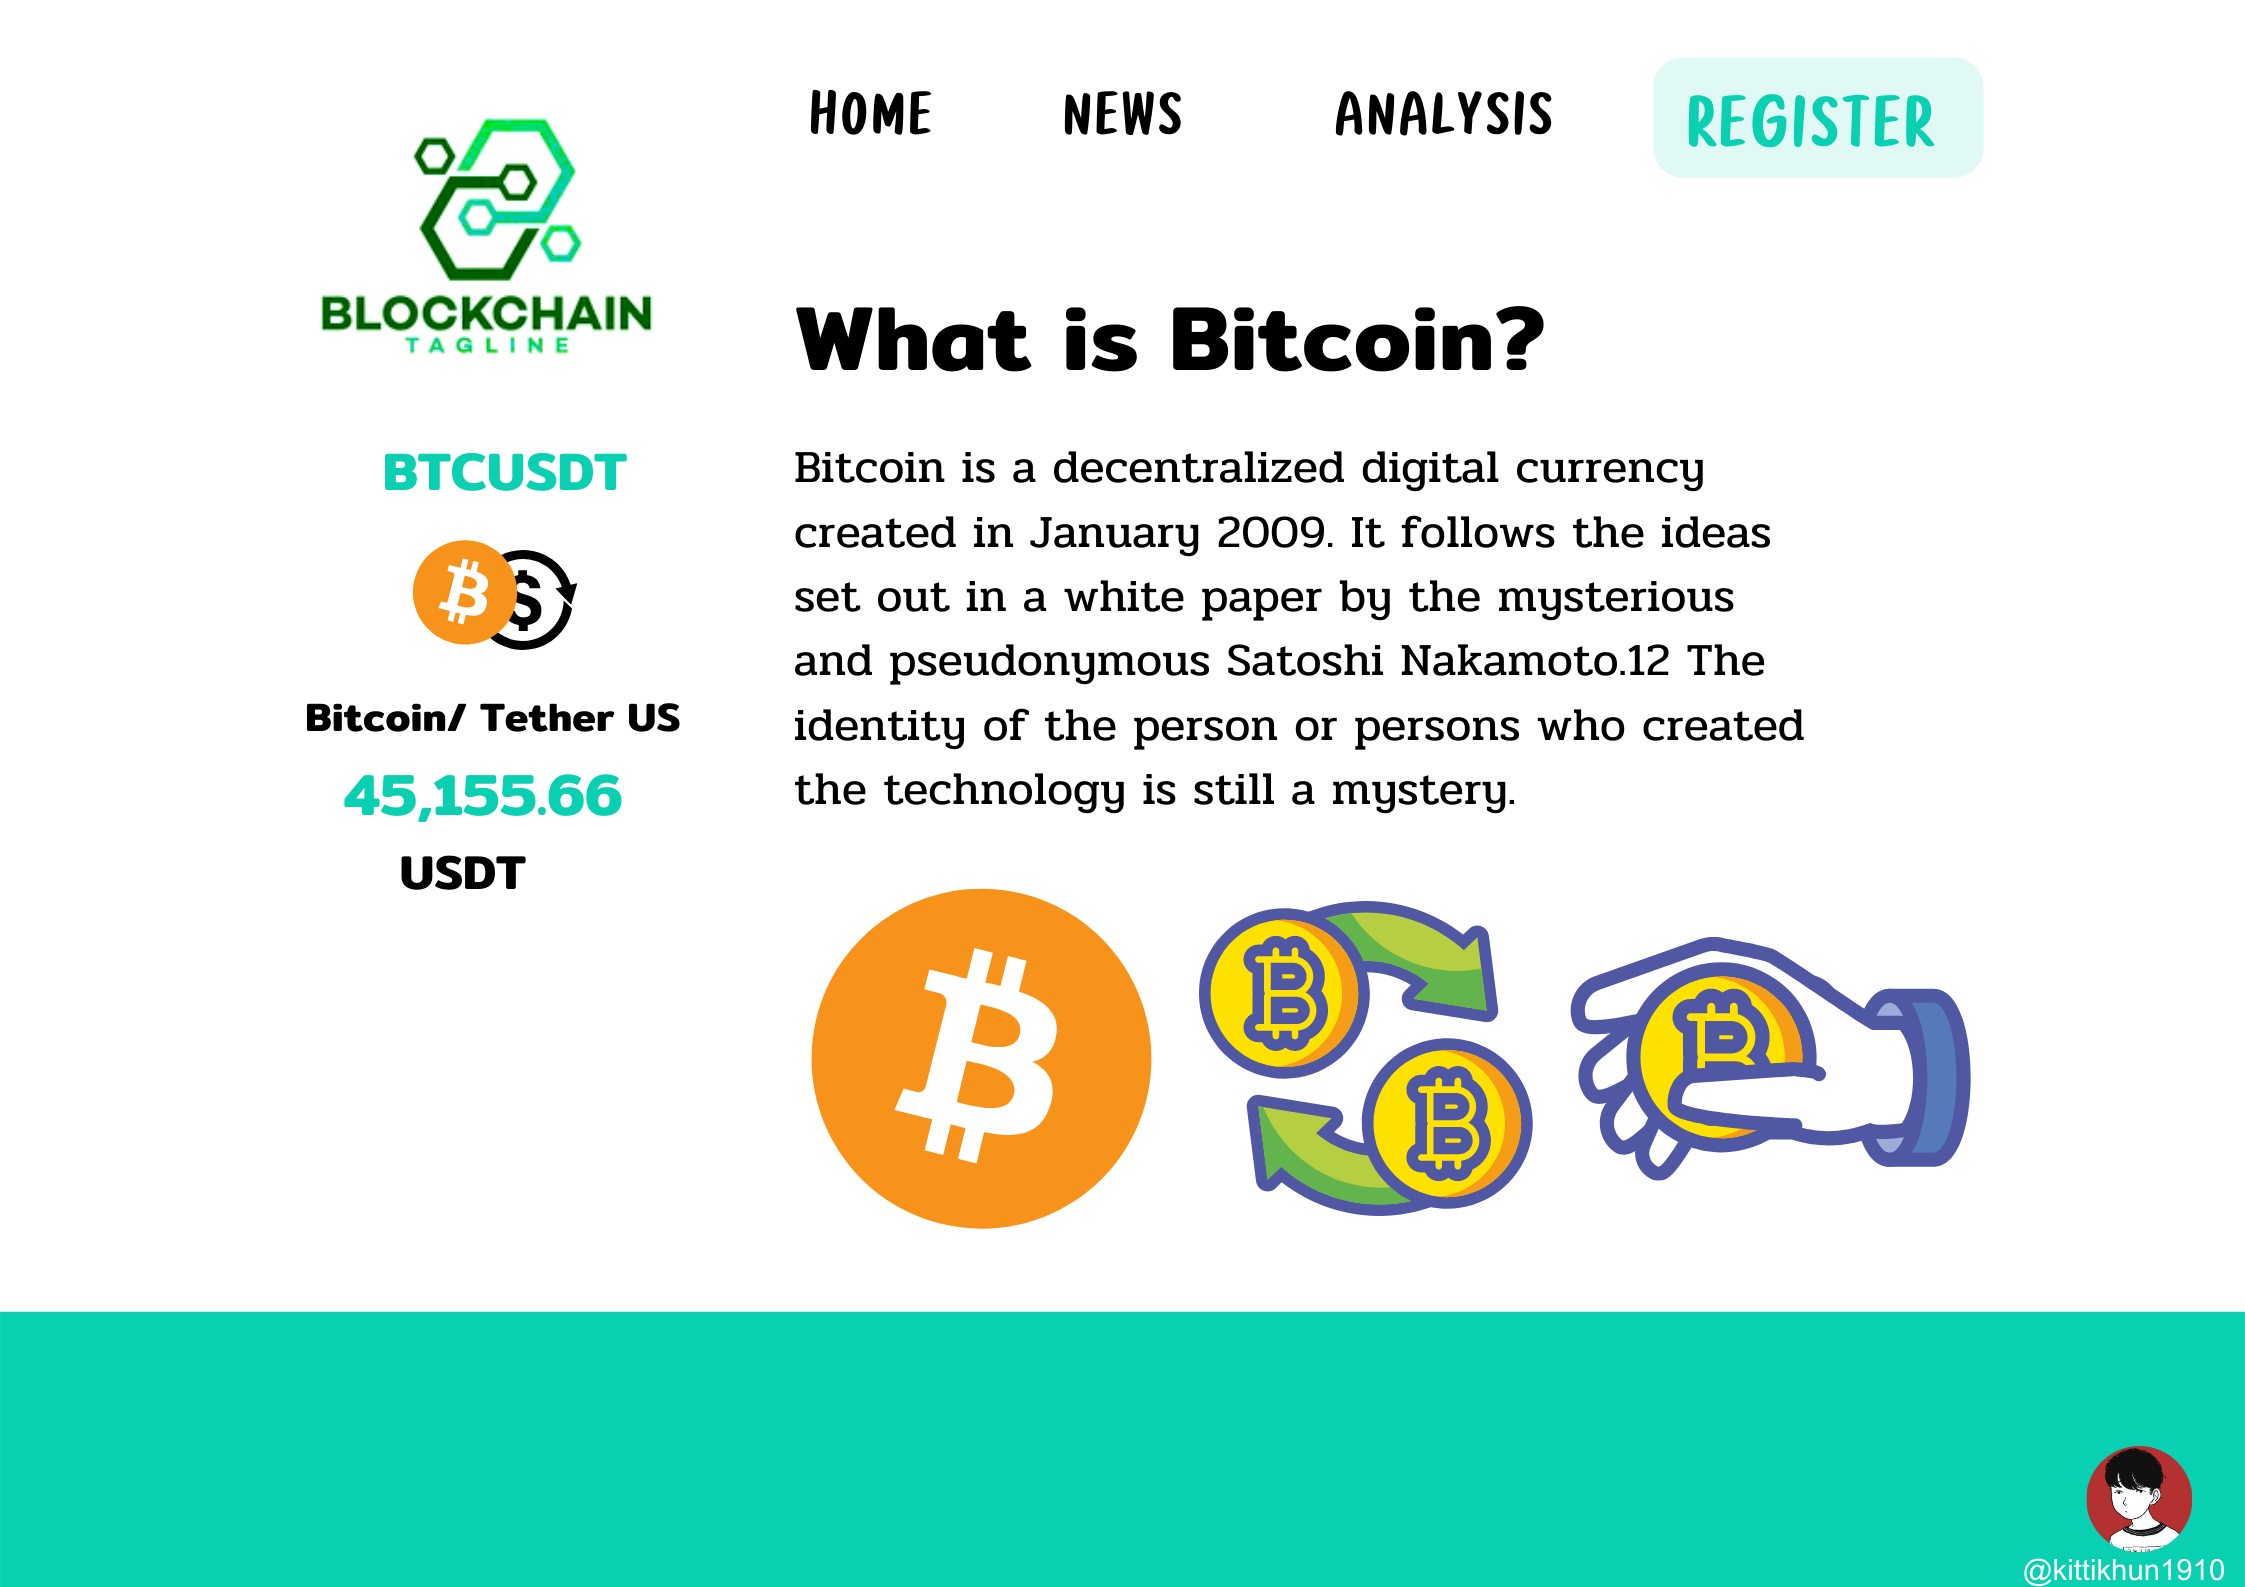 HOME NEWS ANALYSIS REGISTER
BLOCKCHAIN
TAGLINE
BTCUSDT
Bitcoin/ Tether US
45,155.66
USDT
What is Bitcoin?
Bitcoin is a decentralized digital currency
created in January 2009. It follows the ideas
set out in a white paper by the mysterious
and pseudonymous Satoshi Nakamoto.12 The
identity of the person or persons who created
the technology is still a mystery.
@kittikhun1910